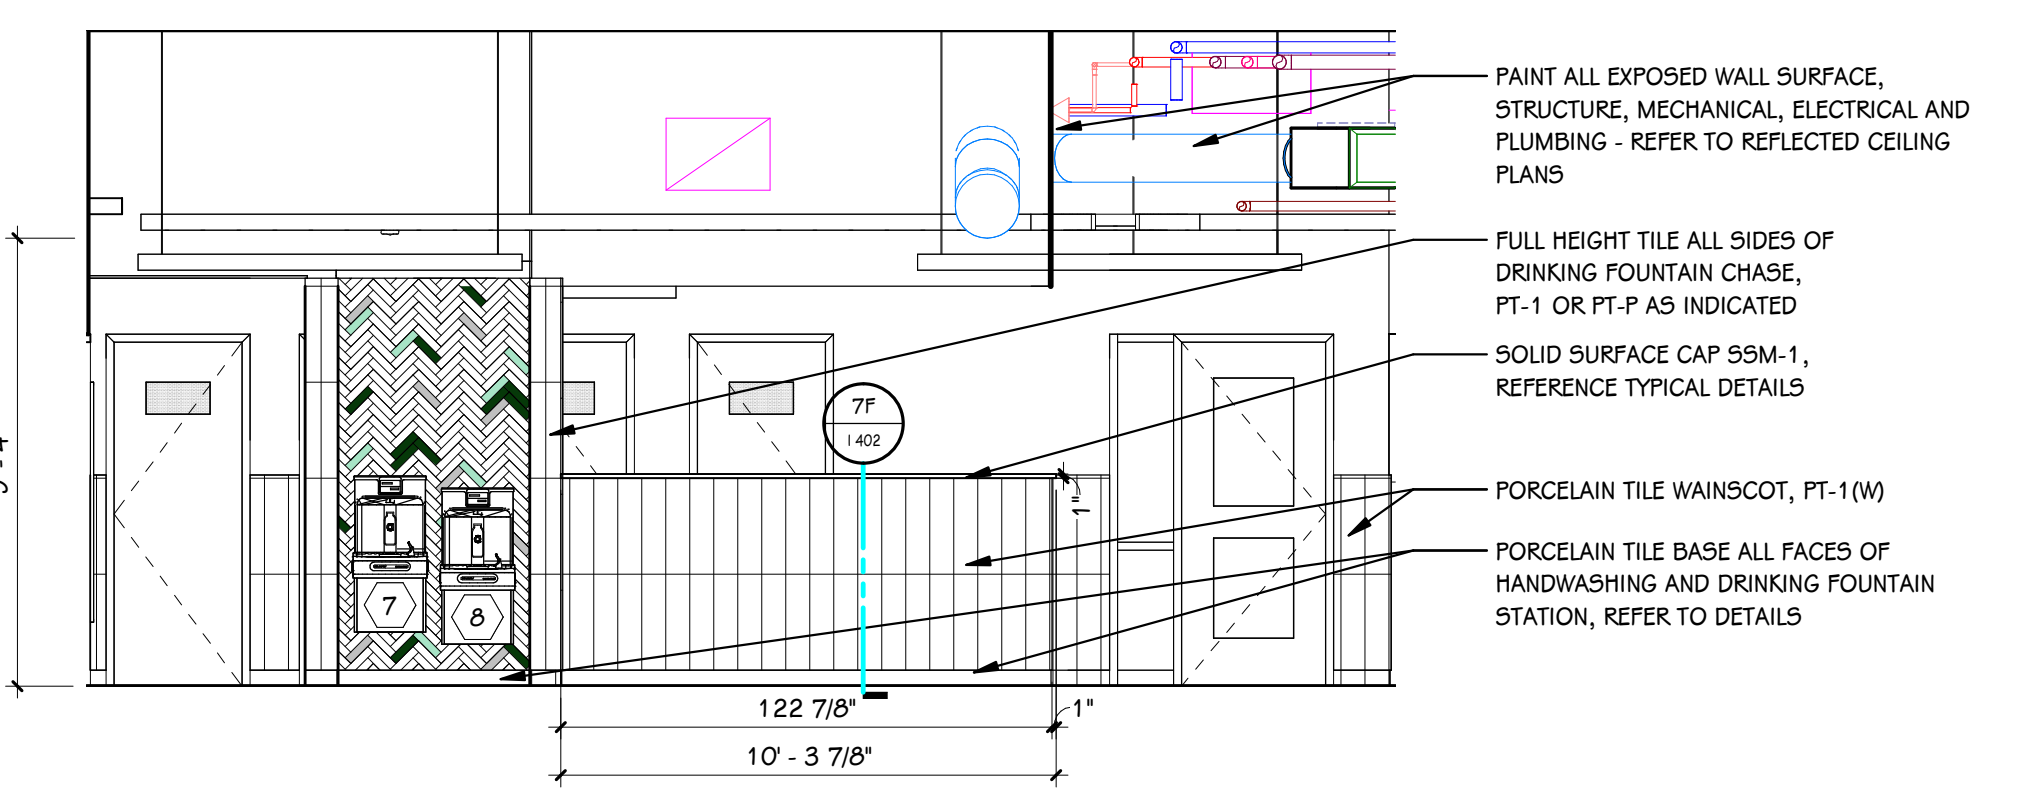 PAINT ALL EXPOSED WALL SURFACE,
STRUCTURE, MECHANICAL, ELECTRICAL AND
PLUMBING - REFER TO REFLECTED CEILING
PLANS
FULL HEIGHT TILE ALL SIDES OF
DRINKING FOUNTAIN CHASE,
PT-1 OR PT-P AS INDICATED
SOLID SURFACE CAP SSM-1,
REFERENCE TYPICAL DETAILS
7F
1402
PORCELAIN TILE WAINSCOT, PT-1(W)
1"
PORCELAIN TILE BASE ALL FACES OF
HANDWASHING AND DRINKING FOUNTAIN
STATION, REFER TO DETAILS
7
8
122 7/8"
1"
10' - 3 7/8"